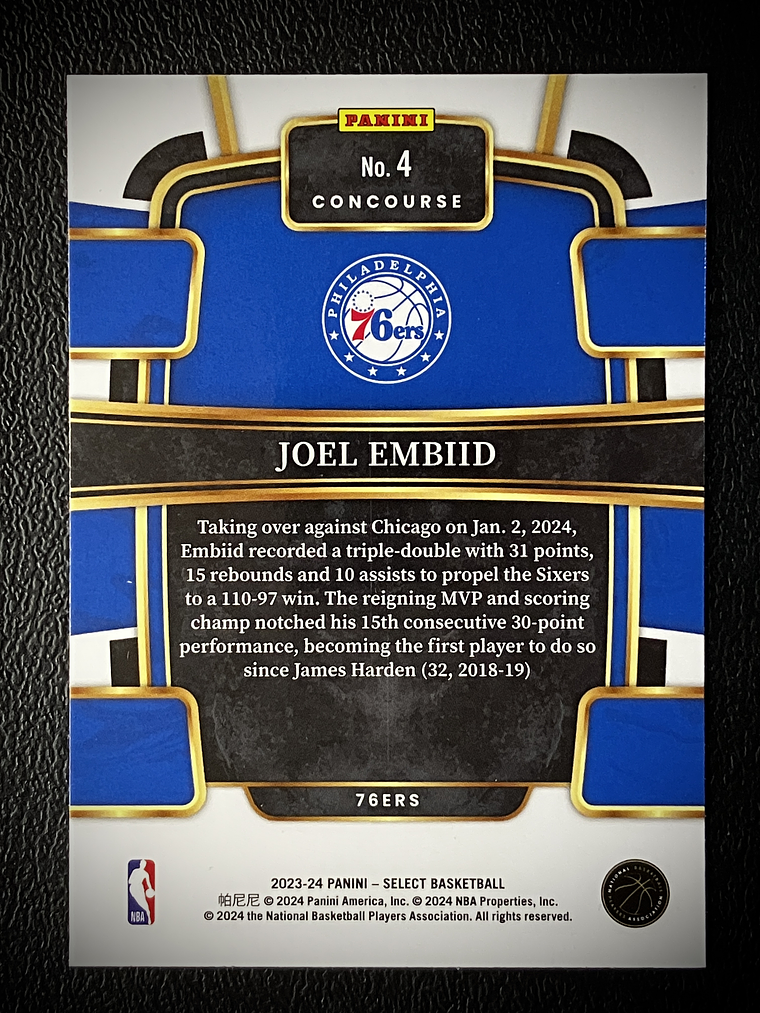 PANINI
No. 4
CONCOURSE
PHILADELPHIA
76ers
JOEL EMBIID
Taking over against Chicago on Jan. 2, 2024,
Embiid recorded a triple-double with 31 points,
15 rebounds and 10 assists to propel the Sixers
to a 110-97 win. The reigning MVP and scoring
champ notched his 15th consecutive 30-point
performance, becoming the first player to do so
since James Harden (32, 2018-19)
76ERS
NBA
2023-24 PANINI – SELECT BASKETBALL
帕尼尼 © 2024 Panini America, Inc. © 2024 NBA Properties, Inc.
© 2024 the National Basketball Players Association. All rights reserved.
NATIONAL BASKETBALL
PLAYERS ASSOCIATION